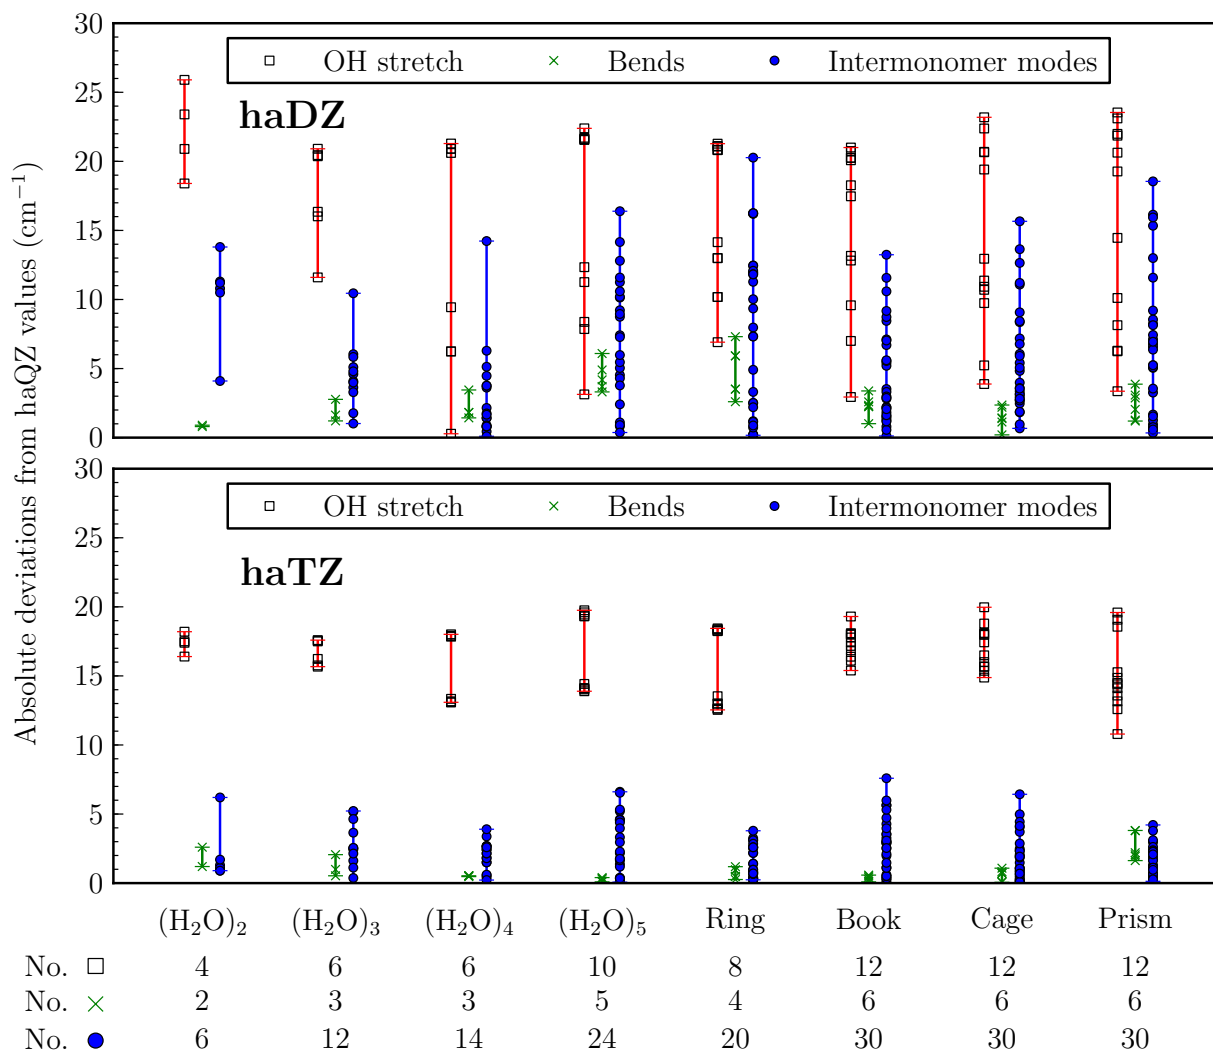 Absolute deviations from haQZ values (cm⁻¹)
30
25
20
15
10
5
0
OH stretch Bends Intermonomer modes
haDZ
30
25
20
15
10
5
0
OH stretch Bends Intermonomer modes
haTZ
(H₂O)₂ (H₂O)₃ (H₂O)₄ (H₂O)₅ Ring Book Cage Prism
No. 4 6 6 10 8 12 12 12
No. 2 3 3 5 4 6 6 6
No. 6 12 14 24 20 30 30 30